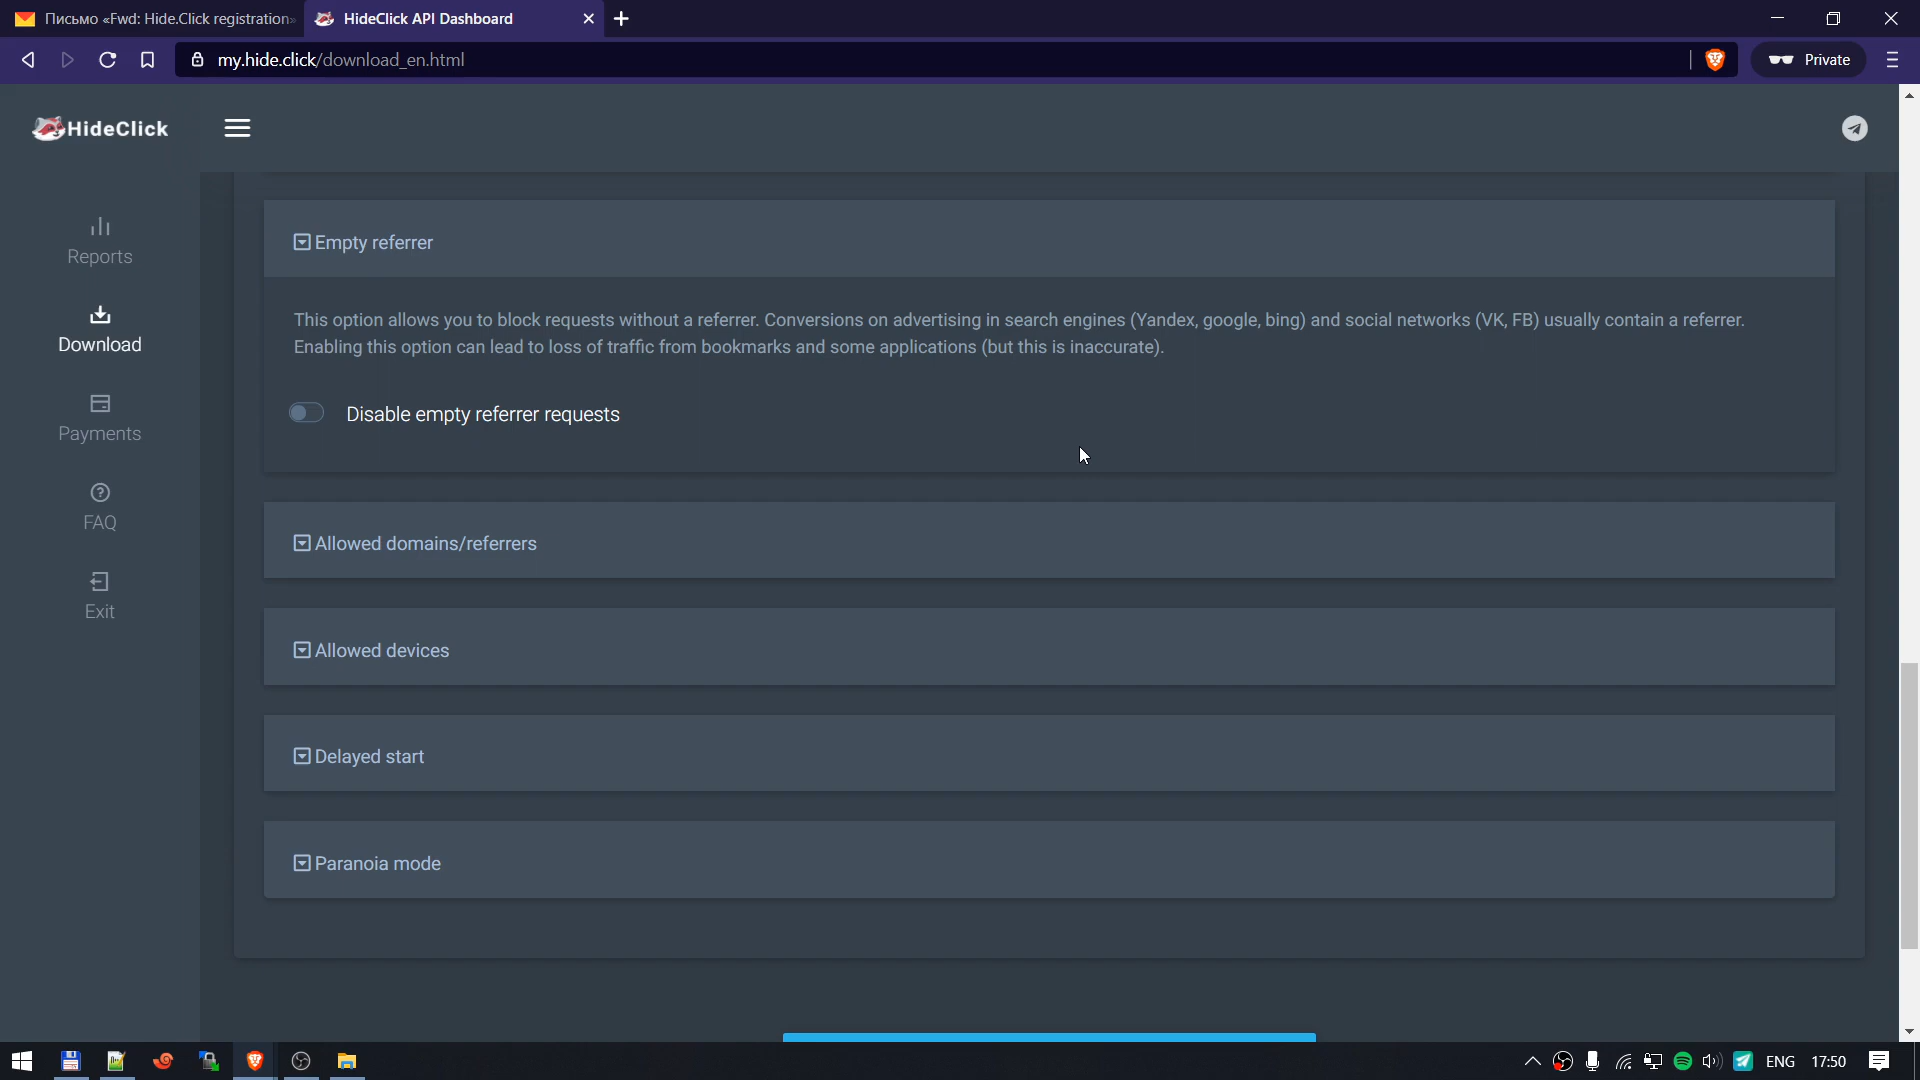 Письмо «Fwd: Hide.Click registration»
HideClick API Dashboard
my.hide.click/download_en.html
Private
HideClick
Reports
Download
Payments
FAQ
Exit
Empty referrer
This option allows you to block requests without a referrer. Conversions on advertising in search engines (Yandex, google, bing) and social networks (VK, FB) usually contain a referrer.
Enabling this option can lead to loss of traffic from bookmarks and some applications (but this is inaccurate).
Disable empty referrer requests
Allowed domains/referrers
Allowed devices
Delayed start
Paranoia mode
ENG
17:50